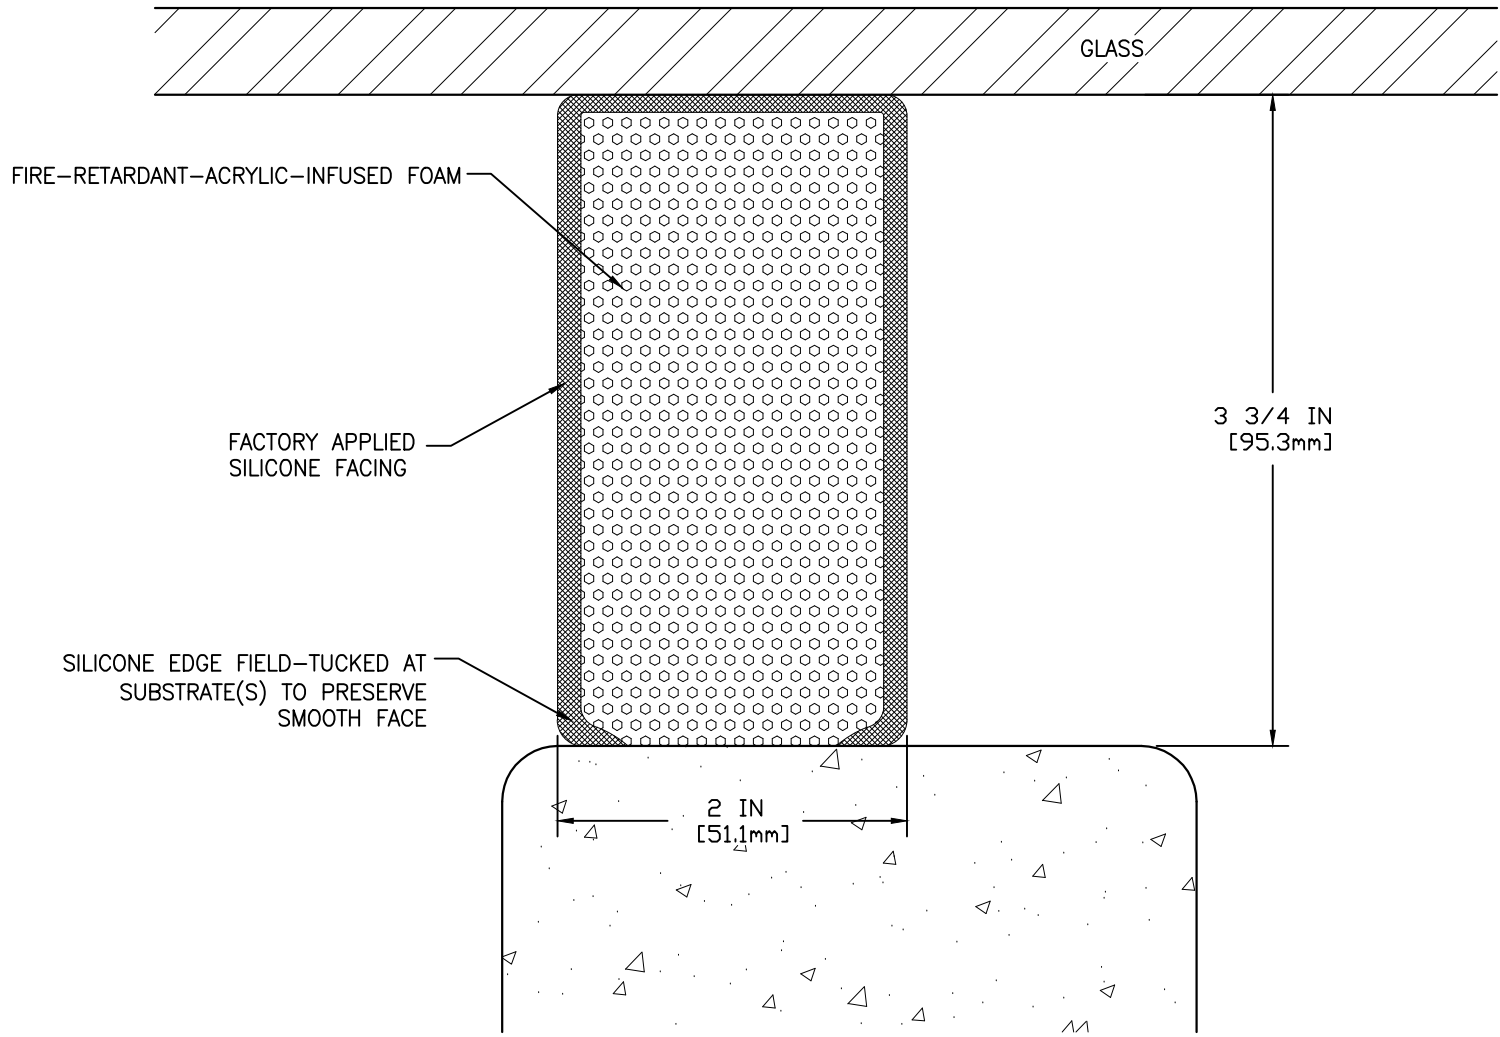 GLASS
FIRE-RETARDANT-ACRYLIC-INFUSED FOAM
3 3/4 IN
[95.3mm]
FACTORY APPLIED
SILICONE FACING
SILICONE EDGE FIELD-TUCKED AT
SUBSTRATE(S) TO PRESERVE
SMOOTH FACE
2 IN
[51.1mm]